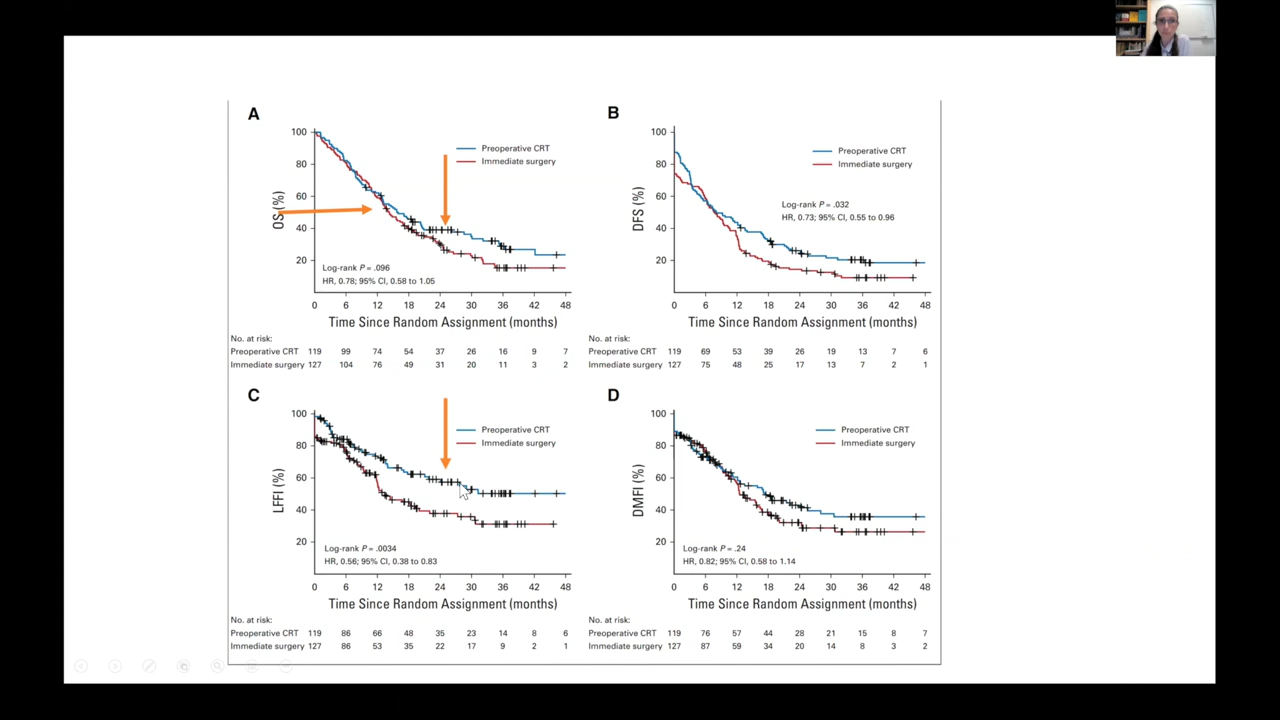 A
100
80
60
40
20
OS (%)
Preoperative CRT
Immediate surgery
Log-rank P = .096
HR, 0.78; 95% CI, 0.58 to 1.05
0 6 12 18 24 30 36 42 48
Time Since Random Assignment (months)
No. at risk:
Preoperative CRT 119 99 74 54 37 26 16 9 7
Immediate surgery 127 104 76 49 31 20 11 3 2
B
100
80
60
40
20
DFS (%)
Preoperative CRT
Immediate surgery
Log-rank P = .032
HR, 0.73; 95% CI, 0.55 to 0.96
0 6 12 18 24 30 36 42 48
Time Since Random Assignment (months)
No. at risk:
Preoperative CRT 119 69 53 39 26 19 13 7 6
Immediate surgery 127 75 48 25 17 13 7 2 1
C
100
80
60
40
20
LFFI (%)
Preoperative CRT
Immediate surgery
Log-rank P = .0034
HR, 0.56; 95% CI, 0.38 to 0.83
0 6 12 18 24 30 36 42 48
Time Since Random Assignment (months)
No. at risk:
Preoperative CRT 119 86 66 48 35 23 14 8 6
Immediate surgery 127 86 53 35 22 17 9 2 1
D
100
80
60
40
20
DMFI (%)
Preoperative CRT
Immediate surgery
Log-rank P = .24
HR, 0.82; 95% CI, 0.58 to 1.14
0 6 12 18 24 30 36 42 48
Time Since Random Assignment (months)
No. at risk:
Preoperative CRT 119 76 57 44 28 21 15 8 7
Immediate surgery 127 87 59 34 20 14 8 3 2